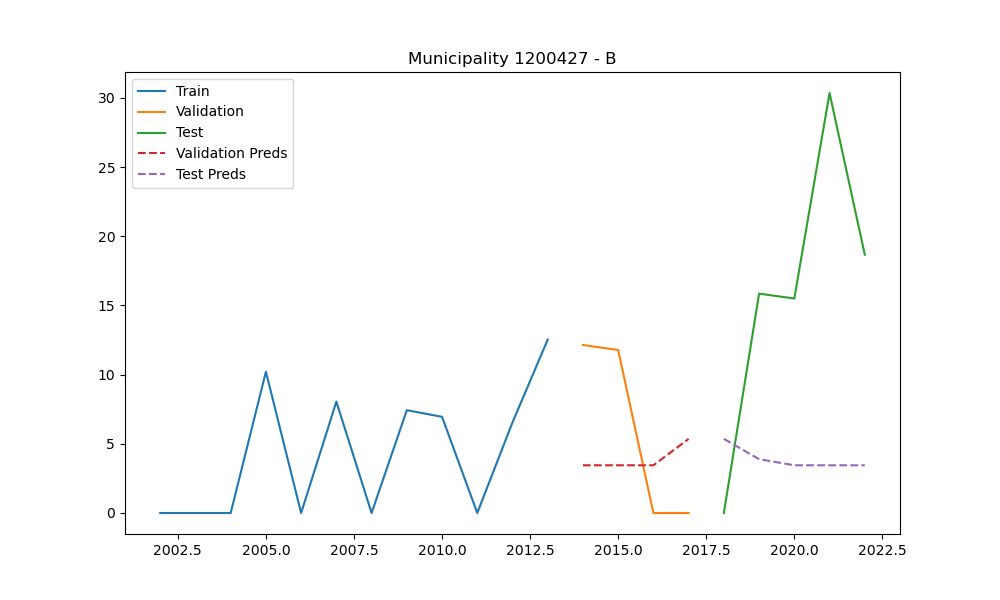 Municipality 1200427 - B
Train
Validation
Test
Validation Preds
Test Preds
30
25
20
15
10
5
0
2002.5 2005.0 2007.5 2010.0 2012.5 2015.0 2017.5 2020.0 2022.5